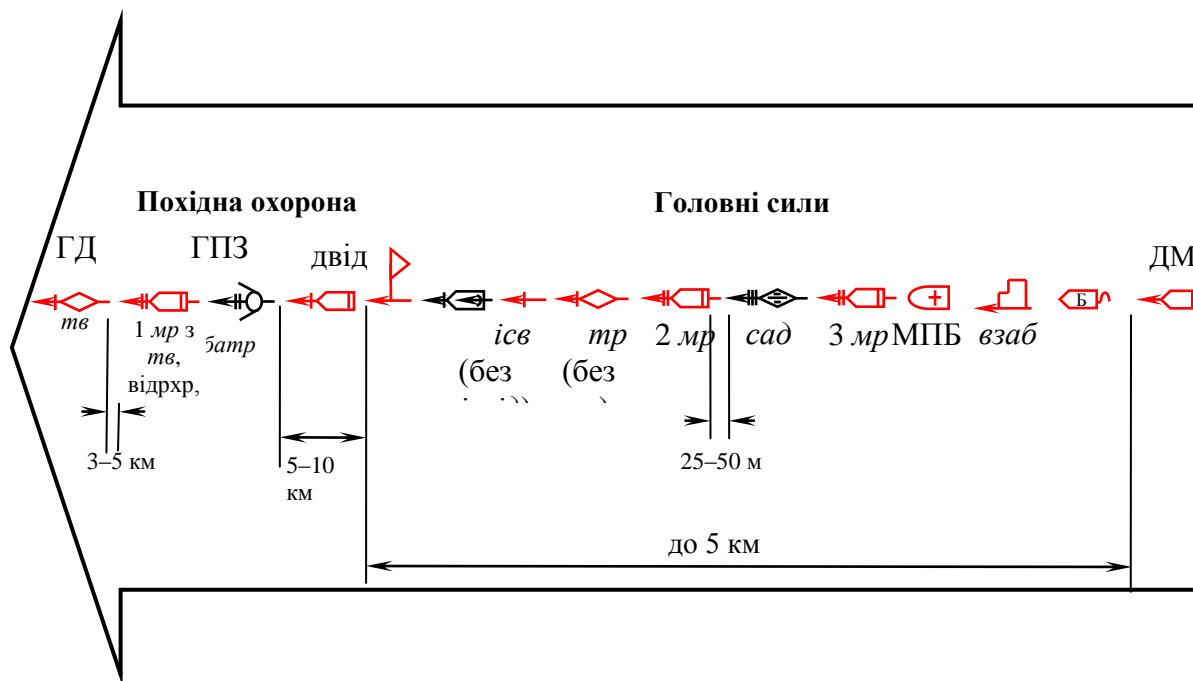 Похідна охорона
Головні сили
ГД
ГПЗ
двід
ДМ
тв
1 мр з
тв,
відрхр,
батр
ісв
(без
тр
(без
2 мр
сад
3 мр
МПБ
взаб
Б
3–5 км
5–10
км
25–50 м
до 5 км